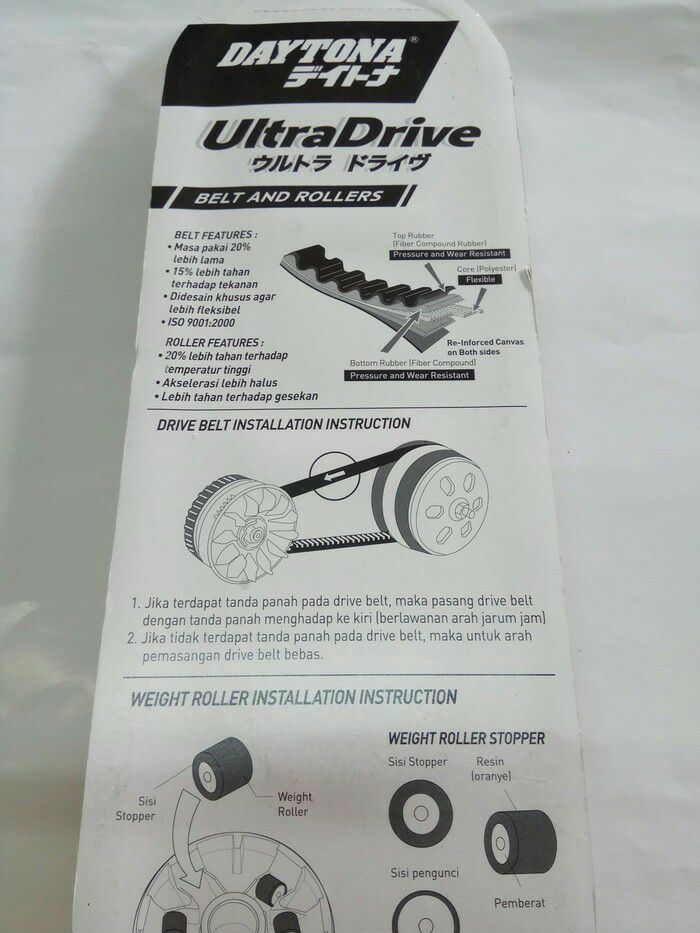 DAYTONA®
デイトナ
UltraDrive
ウルトラ ドライヴ
BELT AND ROLLERS
BELT FEATURES :
• Masa pakai 20%
lebih lama
• 15% lebih tahan
terhadap tekanan
• Didesain khusus agar
lebih fleksibel
• ISO 9001:2000
ROLLER FEATURES :
• 20% lebih tahan terhadap
temperatur tinggi
• Akselerasi lebih halus
• Lebih tahan terhadap gesekan
Top Rubber
(Fiber Compound Rubber)
Pressure and Wear Resistant
Core (Polyester)
Flexible
Re-Inforced Canvas
on Both sides
Bottom Rubber (Fiber Compound)
Pressure and Wear Resistant
DRIVE BELT INSTALLATION INSTRUCTION
1. Jika terdapat tanda panah pada drive belt, maka pasang drive belt
dengan tanda panah menghadap ke kiri (berlawanan arah jarum jam)
2. Jika tidak terdapat tanda panah pada drive belt, maka untuk arah
pemasangan drive belt bebas.
WEIGHT ROLLER INSTALLATION INSTRUCTION
Sisi
Stopper
Weight
Roller
WEIGHT ROLLER STOPPER
Sisi Stopper
Resin
(oranye)
Sisi pengunci
Pemberat